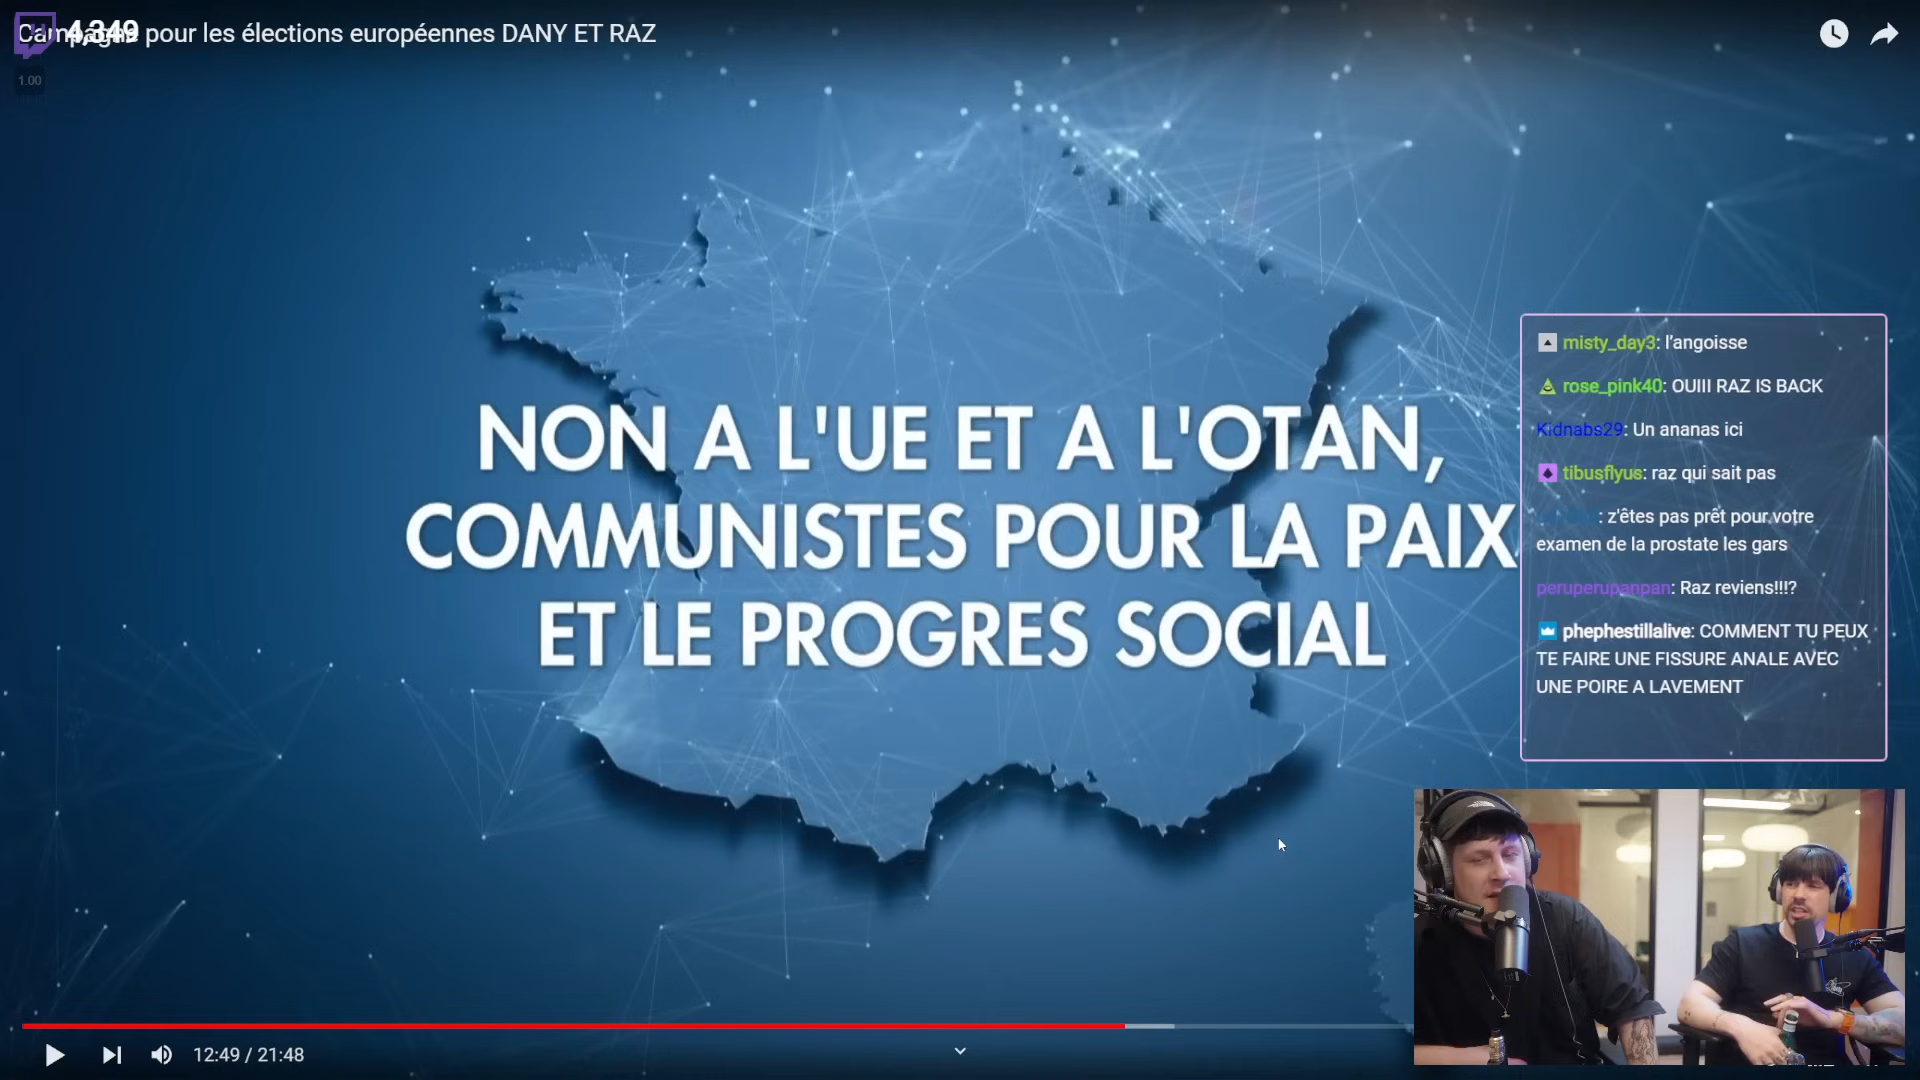 Campagne pour les élections européennes DANY ET RAZ
4,349
1.00
NON A L'UE ET A L'OTAN,
COMMUNISTES POUR LA PAIX
ET LE PROGRES SOCIAL
misty_day3: l'angoisse
rose_pink40: OUIII RAZ IS BACK
Kidnabs29: Un ananas ici
tibusflyus: raz qui sait pas
: z'êtes pas prêt pour votre
examen de la prostate les gars
peruperupanpan: Raz reviens!!!?
phephestillalive: COMMENT TU PEUX
TE FAIRE UNE FISSURE ANALE AVEC
UNE POIRE A LAVEMENT
12:49 / 21:48